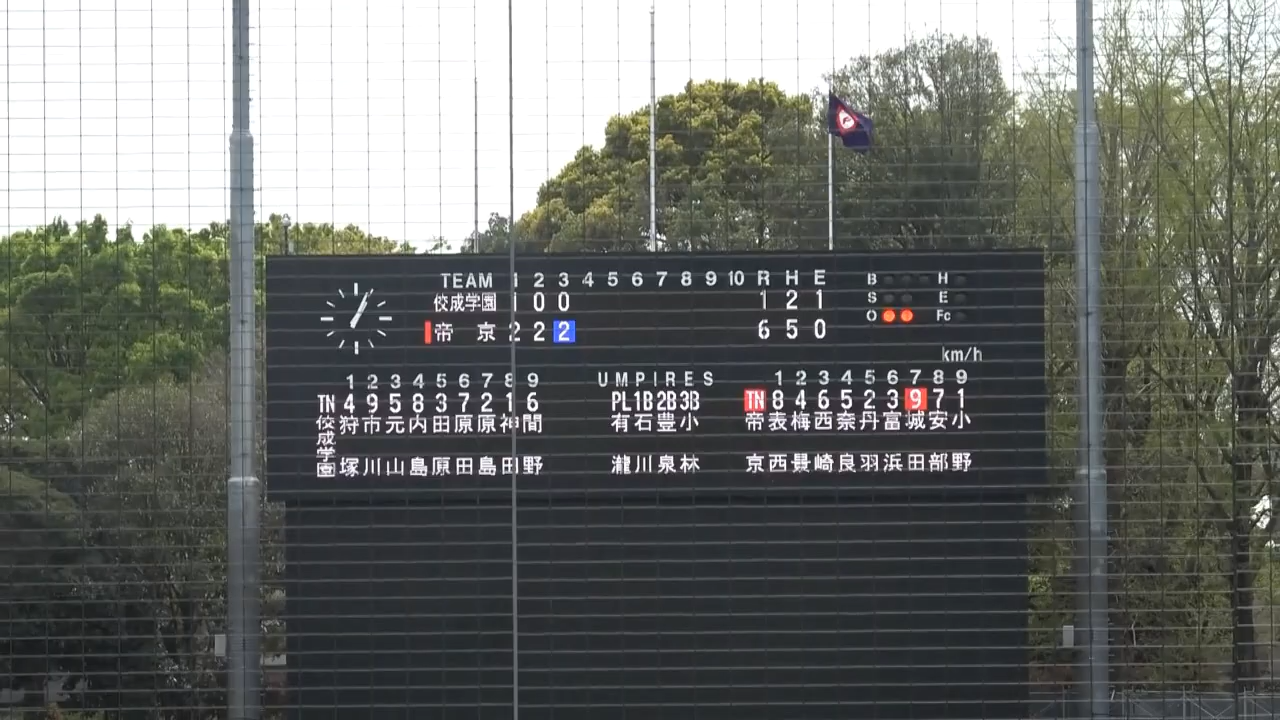 TEAM 1 2 3 4 5 6 7 8 9 10 R H E
佼成学園 1 0 0 1 2 1
帝 京 2 2 2 6 5 0
B H
S E
O Fc
km/h
1 2 3 4 5 6 7 8 9
TN 4 9 5 8 3 7 2 1 6
佼成学園 狩塚 市川 元山 内島 田原 原田 原島 神田 間野
UMPIRES
PL 1B 2B 3B
有瀧 石川 豊泉 小林
1 2 3 4 5 6 7 8 9
TN 8 4 6 5 2 3 9 7 1
帝京 表西 梅景 西崎 奈良 丹羽 富浜 城田 安部 小野